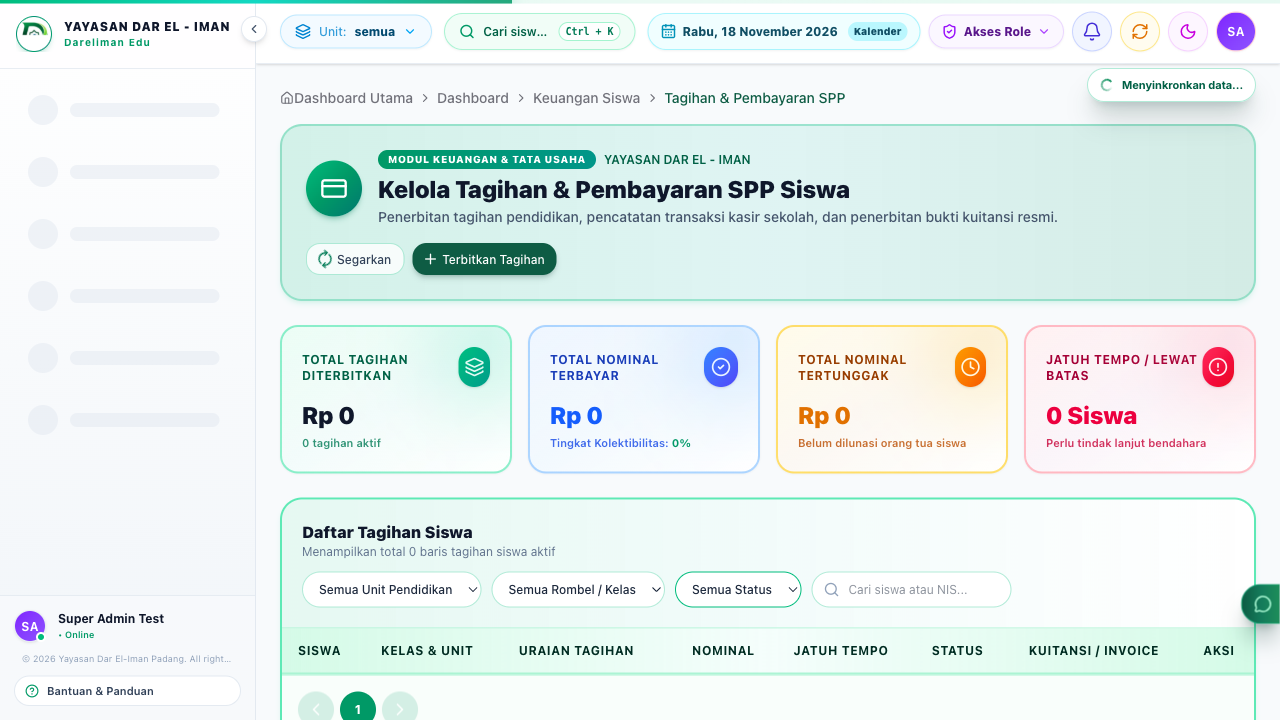 YAYASAN DAR EL - IMAN
Dareliman Edu
Unit: semua
Cari sisw...
Ctrl + K
Rabu, 18 November 2026
Kalender
Akses Role
SA
Menyinkronkan data...
Dashboard Utama > Dashboard > Keuangan Siswa > Tagihan & Pembayaran SPP
MODUL KEUANGAN & TATA USAHA
YAYASAN DAR EL - IMAN
Kelola Tagihan & Pembayaran SPP Siswa
Penerbitan tagihan pendidikan, pencatatan transaksi kasir sekolah, dan penerbitan bukti kuitansi resmi.
Segarkan
+ Terbitkan Tagihan
TOTAL TAGIHAN
DITERBITKAN
Rp 0
0 tagihan aktif
TOTAL NOMINAL
TERBAYAR
Rp 0
Tingkat Kolektibilitas: 0%
TOTAL NOMINAL
TERTUNGGAK
Rp 0
Belum dilunasi orang tua siswa
JATUH TEMPO / LEWAT
BATAS
0 Siswa
Perlu tindak lanjut bendahara
Daftar Tagihan Siswa
Menampilkan total 0 baris tagihan siswa aktif
Semua Unit Pendidikan
Semua Rombel / Kelas
Semua Status
Cari siswa atau NIS...
SISWA KELAS & UNIT URAIAN TAGIHAN NOMINAL JATUH TEMPO STATUS KUITANSI / INVOICE AKSI
1
SA
Super Admin Test
• Online
© 2026 Yayasan Dar El-Iman Padang. All right...
Bantuan & Panduan